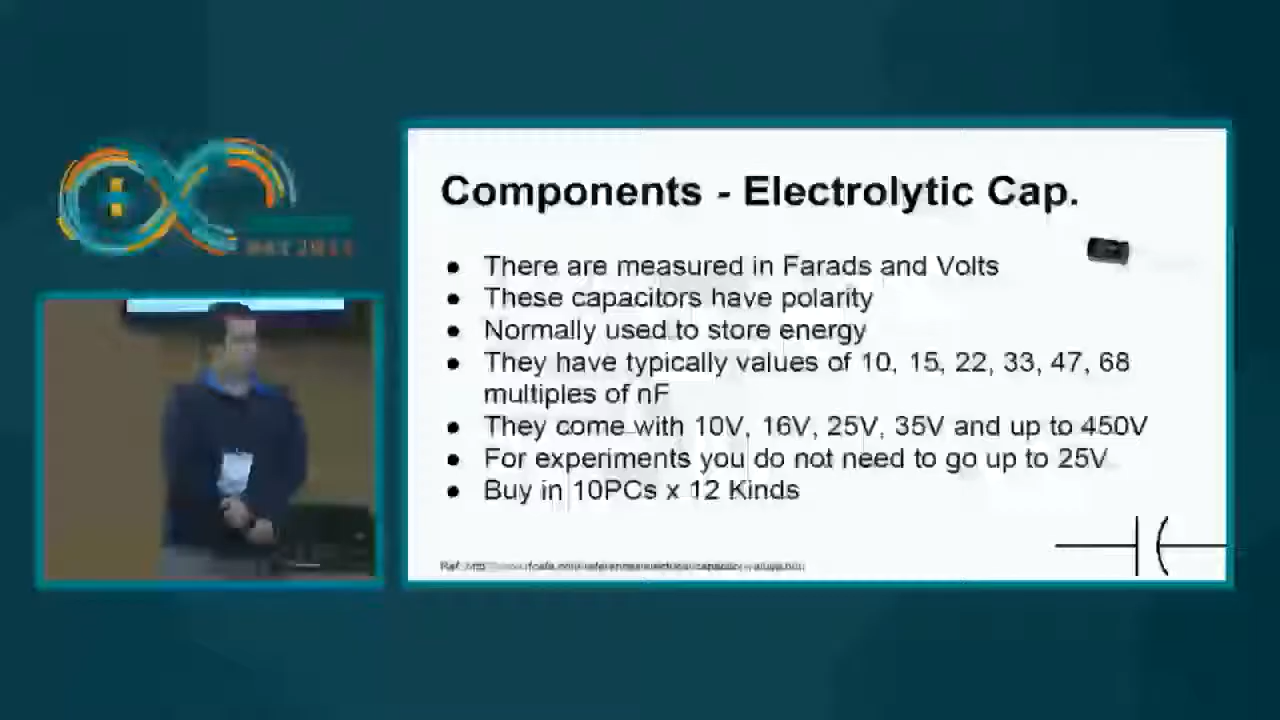 DAY 2013
Components - Electrolytic Cap.
● There are measured in Farads and Volts
● These capacitors have polarity
● Normally used to store energy
● They have typically values of 10, 15, 22, 33, 47, 68
multiples of nF
● They come with 10V, 16V, 25V, 35V and up to 450V
● For experiments you do not need to go up to 25V
● Buy in 10PCs x 12 Kinds